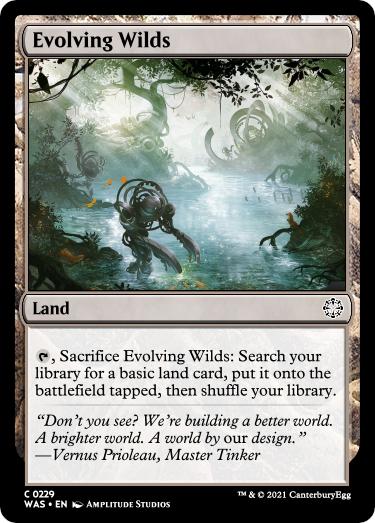 Evolving Wilds
Land
, Sacrifice Evolving Wilds: Search your
library for a basic land card, put it onto the
battlefield tapped, then shuffle your library.
“Don’t you see? We’re building a better world.
A brighter world. A world by our design.”
—Vernus Prioleau, Master Tinker
C 0229
WAS • EN Amplitude Studios
™ & © 2021 CanterburyEgg